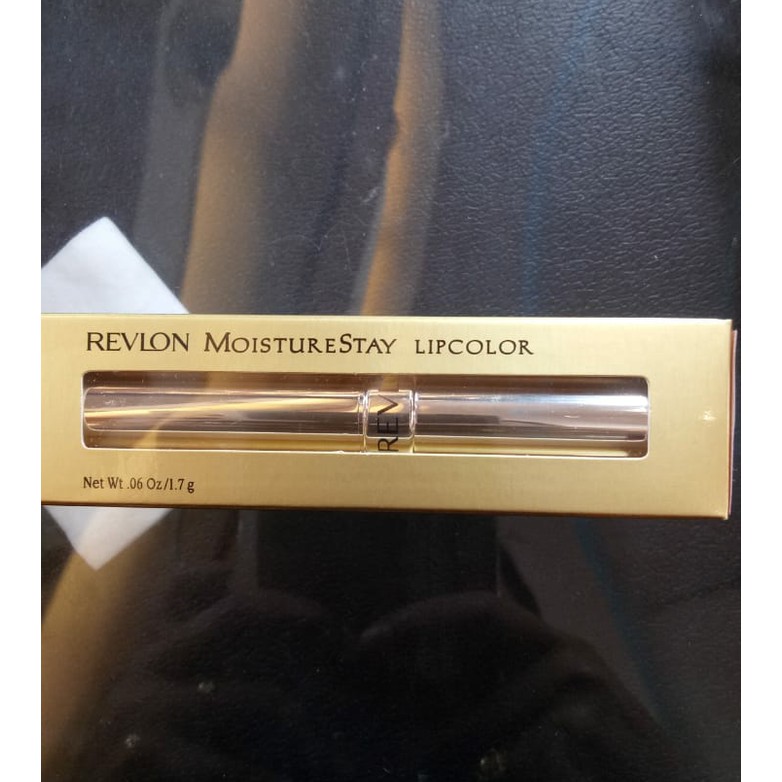 REVLON MOISTURESTAY LIPCOLOR
REV
Net Wt .06 Oz/1.7 g